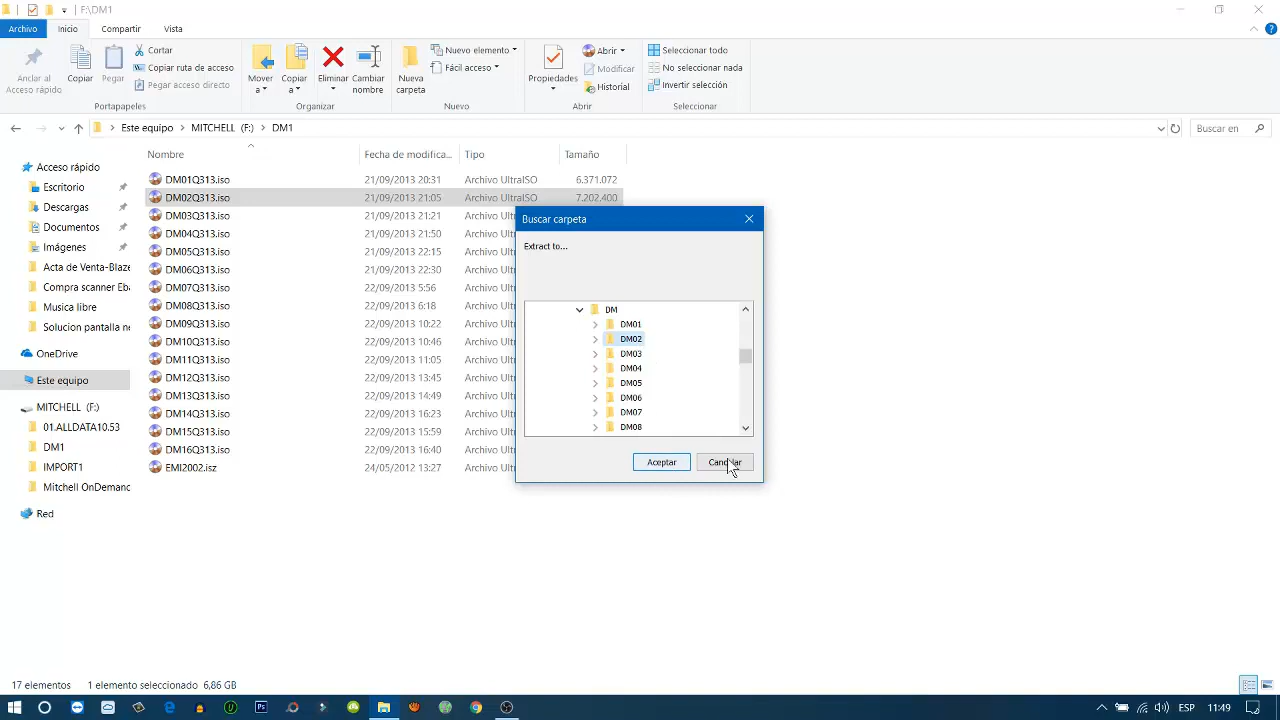 F:\DM1
Archivo Inicio Compartir Vista
Anclar al Acceso rápido
Copiar
Pegar
Cortar
Copiar ruta de acceso
Pegar acceso directo
Portapapeles
Mover a
Copiar a
Eliminar
Cambiar nombre
Organizar
Nueva carpeta
Nuevo elemento
Fácil acceso
Nuevo
Propiedades
Abrir
Modificar
Historial
Abrir
Seleccionar todo
No seleccionar nada
Invertir selección
Seleccionar
Este equipo MITCHELL (F:) DM1
Buscar en
Nombre Fecha de modifica... Tipo Tamaño
Acceso rápido
Escritorio
Descargas
Documentos
Imágenes
Acta de Venta-Blaze
Compra scanner Eba
Musica libre
Solucion pantalla ne
OneDrive
Este equipo
MITCHELL (F:)
01.ALLDATA10.53
DM1
IMPORT1
Mitchell OnDemand
Red
DM01Q313.iso 21/09/2013 20:31 Archivo UltraISO 6.371.072
DM02Q313.iso 21/09/2013 21:05 Archivo UltraISO 7.202.400
DM03Q313.iso 21/09/2013 21:21 Archivo Ult
DM04Q313.iso 21/09/2013 21:50 Archivo Ult
DM05Q313.iso 21/09/2013 22:15 Archivo Ult
DM06Q313.iso 21/09/2013 22:30 Archivo Ult
DM07Q313.iso 22/09/2013 5:56 Archivo Ult
DM08Q313.iso 22/09/2013 6:18 Archivo Ult
DM09Q313.iso 22/09/2013 10:22 Archivo Ult
DM10Q313.iso 22/09/2013 10:46 Archivo Ult
DM11Q313.iso 22/09/2013 11:05 Archivo Ult
DM12Q313.iso 22/09/2013 13:45 Archivo Ult
DM13Q313.iso 22/09/2013 14:49 Archivo Ult
DM14Q313.iso 22/09/2013 16:23 Archivo Ult
DM15Q313.iso 22/09/2013 15:59 Archivo Ult
DM16Q313.iso 22/09/2013 16:40 Archivo Ult
EMI2002.isz 24/05/2012 13:27 Archivo Ult
Buscar carpeta
Extract to...
DM
DM01
DM02
DM03
DM04
DM05
DM06
DM07
DM08
Aceptar Cancelar
17 elementos 1 elemento seleccionado 6,86 GB
Ps
ESP 11:49